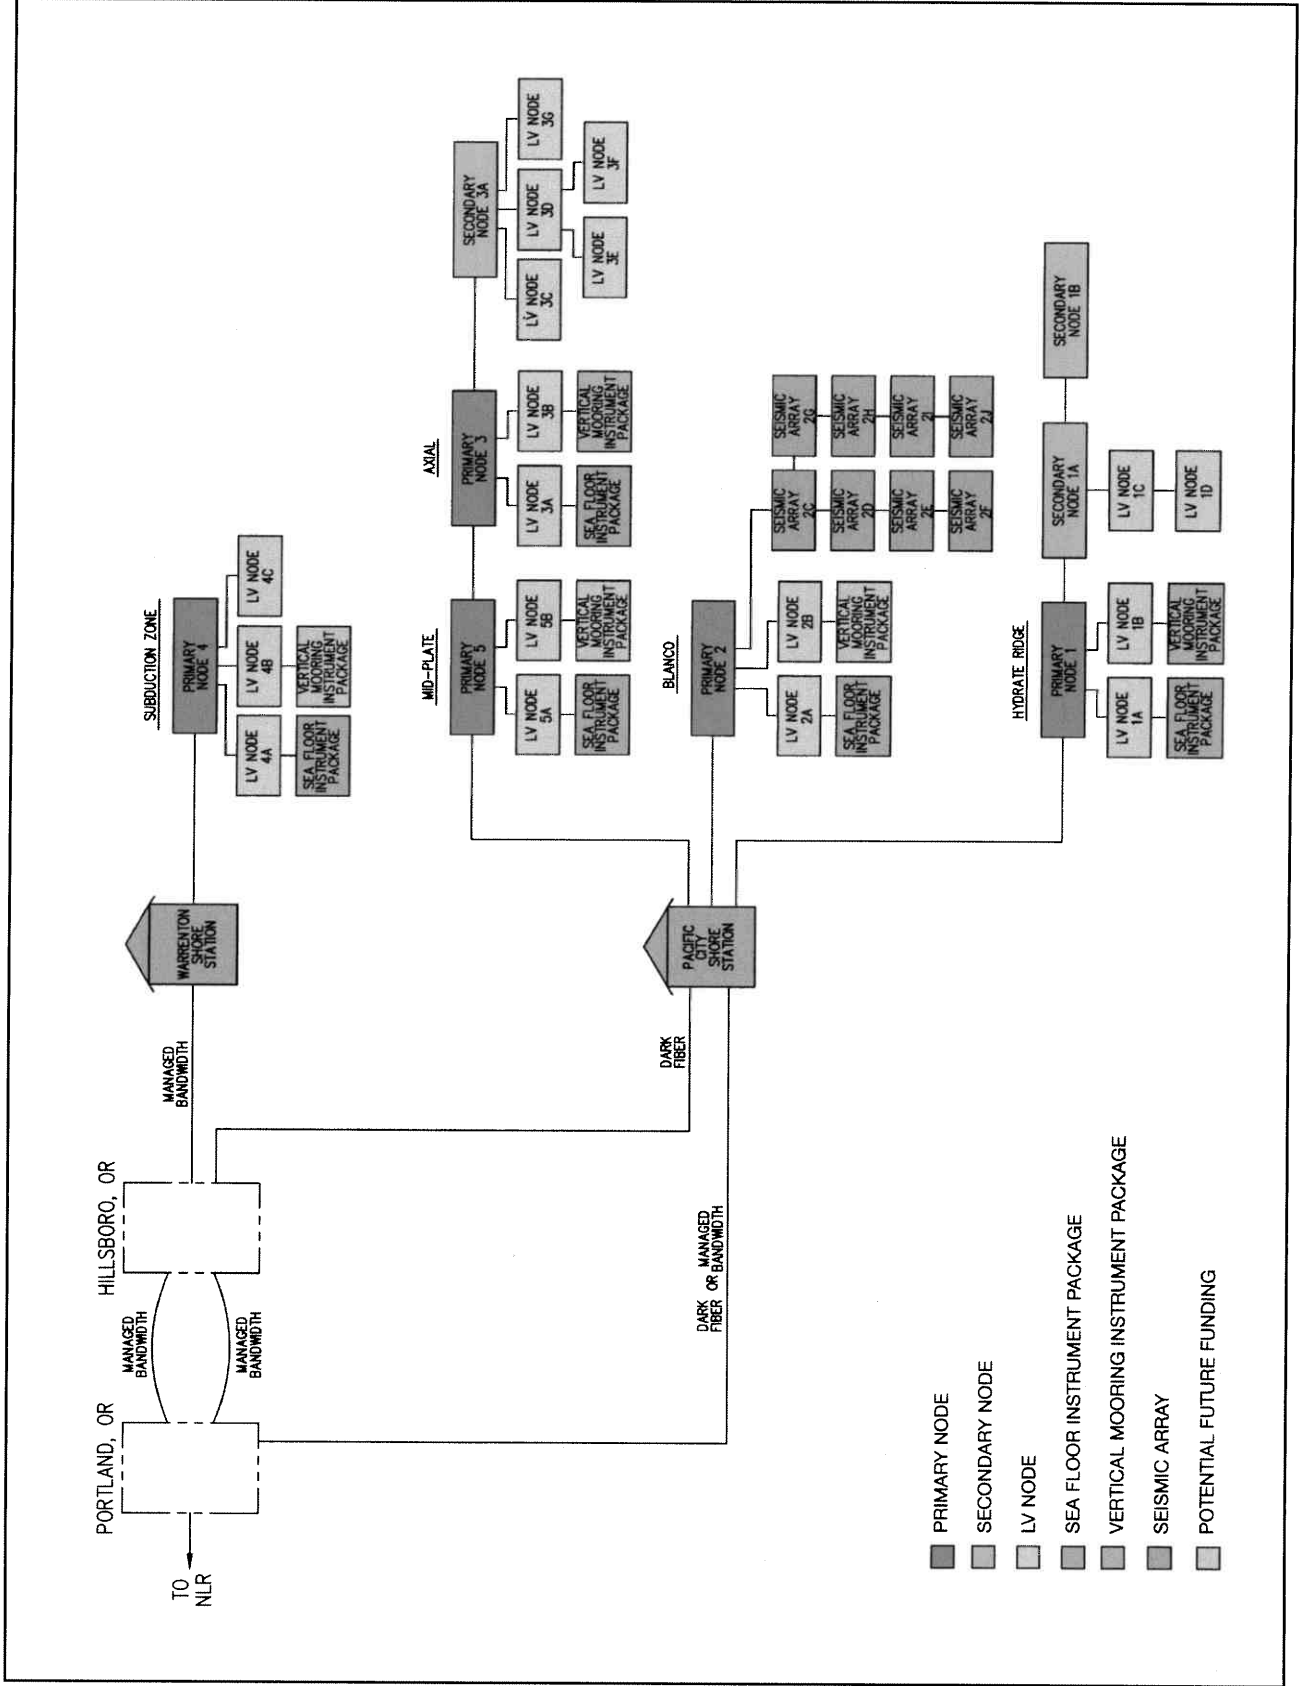 TO
NLR
PORTLAND, OR
MANAGED
BANDWIDTH
MANAGED
BANDWIDTH
HILLSBORO, OR
MANAGED
BANDWIDTH
DARK
FIBER
DARK
FIBER OR MANAGED
BANDWIDTH
WARRENTON
SHORE
STATION
PACIFIC
CITY
SHORE
STATION
SUBDUCTION ZONE
PRIMARY
NODE 4
LV NODE
4A
LV NODE
4B
LV NODE
4C
SEA FLOOR
INSTRUMENT
PACKAGE
VERTICAL
MOORING
INSTRUMENT
PACKAGE
MID-PLATE
PRIMARY
NODE 5
LV NODE
5A
LV NODE
5B
SEA FLOOR
INSTRUMENT
PACKAGE
VERTICAL
MOORING
INSTRUMENT
PACKAGE
AXIAL
PRIMARY
NODE 3
LV NODE
3A
LV NODE
3B
SEA FLOOR
INSTRUMENT
PACKAGE
VERTICAL
MOORING
INSTRUMENT
PACKAGE
SECONDARY
NODE 3A
LV NODE
3C
LV NODE
3D
LV NODE
3G
LV NODE
3E
LV NODE
3F
BLANCO
PRIMARY
NODE 2
LV NODE
2A
LV NODE
2B
SEA FLOOR
INSTRUMENT
PACKAGE
VERTICAL
MOORING
INSTRUMENT
PACKAGE
SEISMIC
ARRAY
2C
SEISMIC
ARRAY
2G
SEISMIC
ARRAY
2D
SEISMIC
ARRAY
2H
SEISMIC
ARRAY
2E
SEISMIC
ARRAY
2I
SEISMIC
ARRAY
2F
SEISMIC
ARRAY
2J
HYDRATE RIDGE
PRIMARY
NODE 1
LV NODE
1A
LV NODE
1B
SEA FLOOR
INSTRUMENT
PACKAGE
VERTICAL
MOORING
INSTRUMENT
PACKAGE
SECONDARY
NODE 1A
LV NODE
1C
LV NODE
1D
SECONDARY
NODE 1B
PRIMARY NODE
SECONDARY NODE
LV NODE
SEA FLOOR INSTRUMENT PACKAGE
VERTICAL MOORING INSTRUMENT PACKAGE
SEISMIC ARRAY
POTENTIAL FUTURE FUNDING